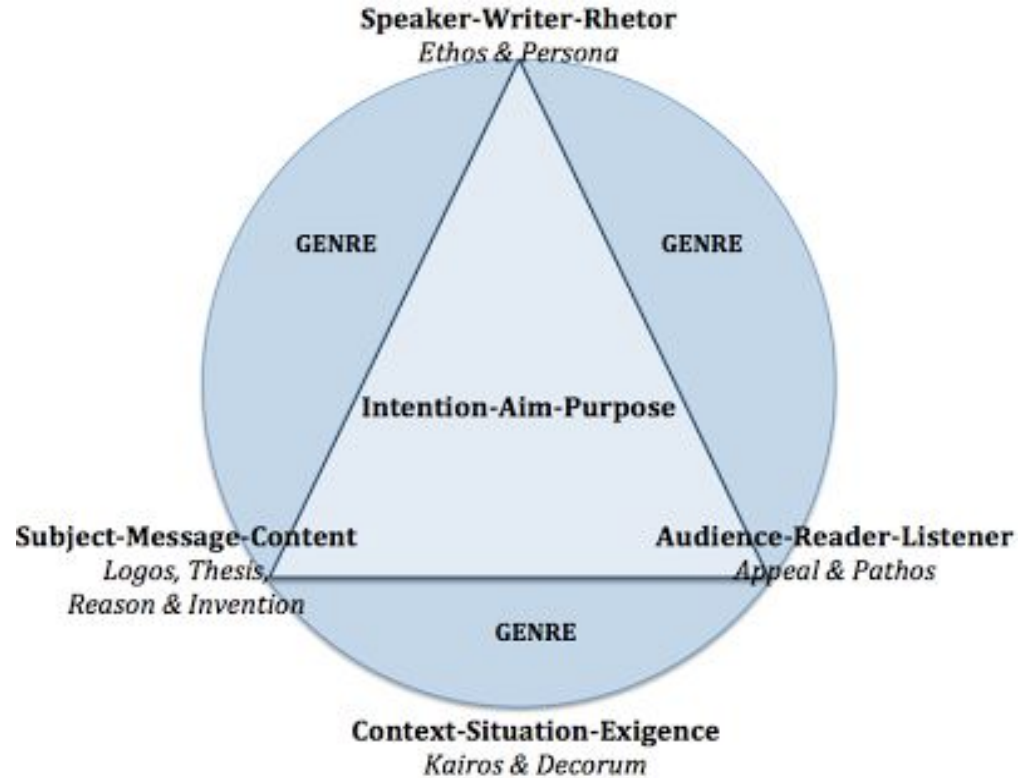 Speaker-Writer-Rhetor
Ethos & Persona
GENRE
GENRE
Intention-Aim-Purpose
Subject-Message-Content
Logos, Thesis,
Reason & Invention
Audience-Reader-Listener
Appeal & Pathos
GENRE
Context-Situation-Exigence
Kairos & Decorum